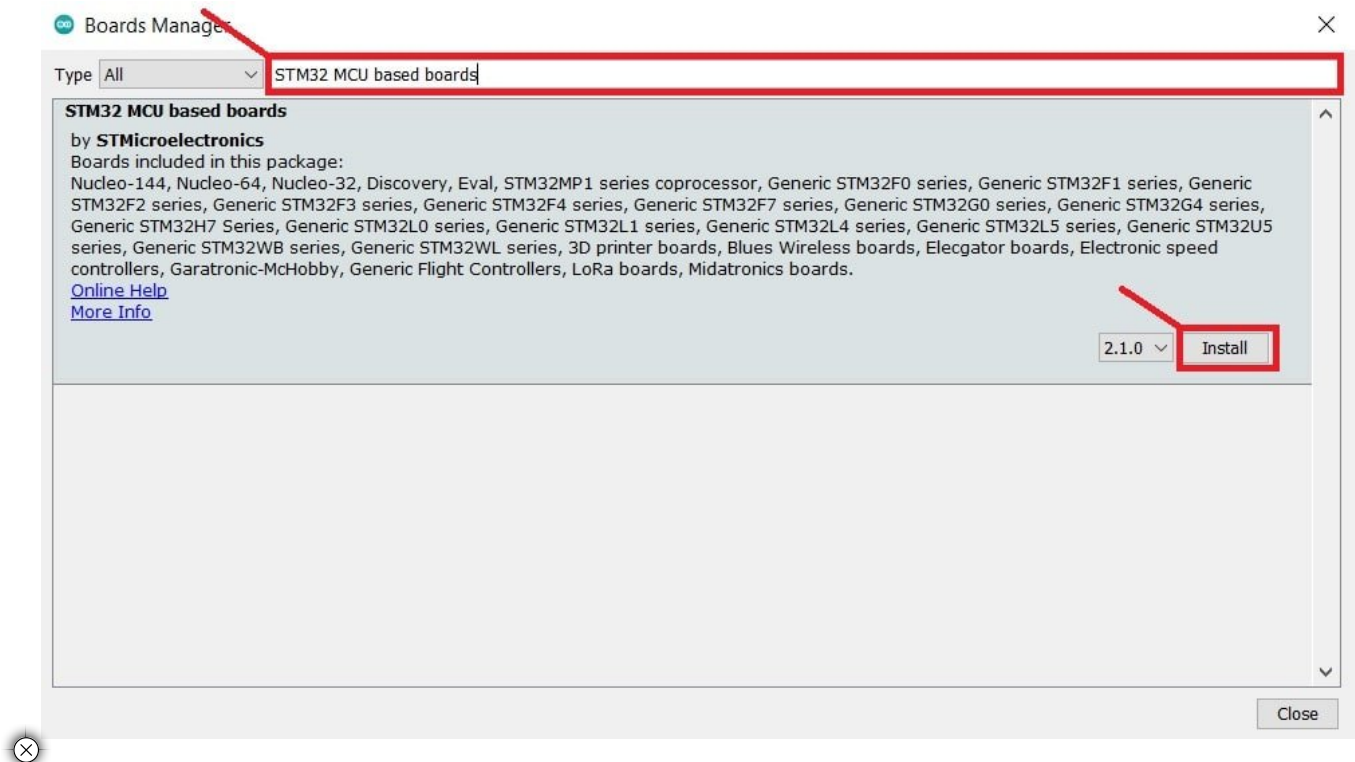 Boards Manager
Type All STM32 MCU based boards
STM32 MCU based boards
by STMicroelectronics
Boards included in this package:
Nucleo-144, Nucleo-64, Nucleo-32, Discovery, Eval, STM32MP1 series coprocessor, Generic STM32F0 series, Generic STM32F1 series, Generic
STM32F2 series, Generic STM32F3 series, Generic STM32F4 series, Generic STM32F7 series, Generic STM32G0 series, Generic STM32G4 series,
Generic STM32H7 Series, Generic STM32L0 series, Generic STM32L1 series, Generic STM32L4 series, Generic STM32L5 series, Generic STM32U5
series, Generic STM32WB series, Generic STM32WL series, 3D printer boards, Blues Wireless boards, Elecgator boards, Electronic speed
controllers, Garatronic-McHobby, Generic Flight Controllers, LoRa boards, Midatronics boards.
Online Help
More Info
2.1.0 Install
Close